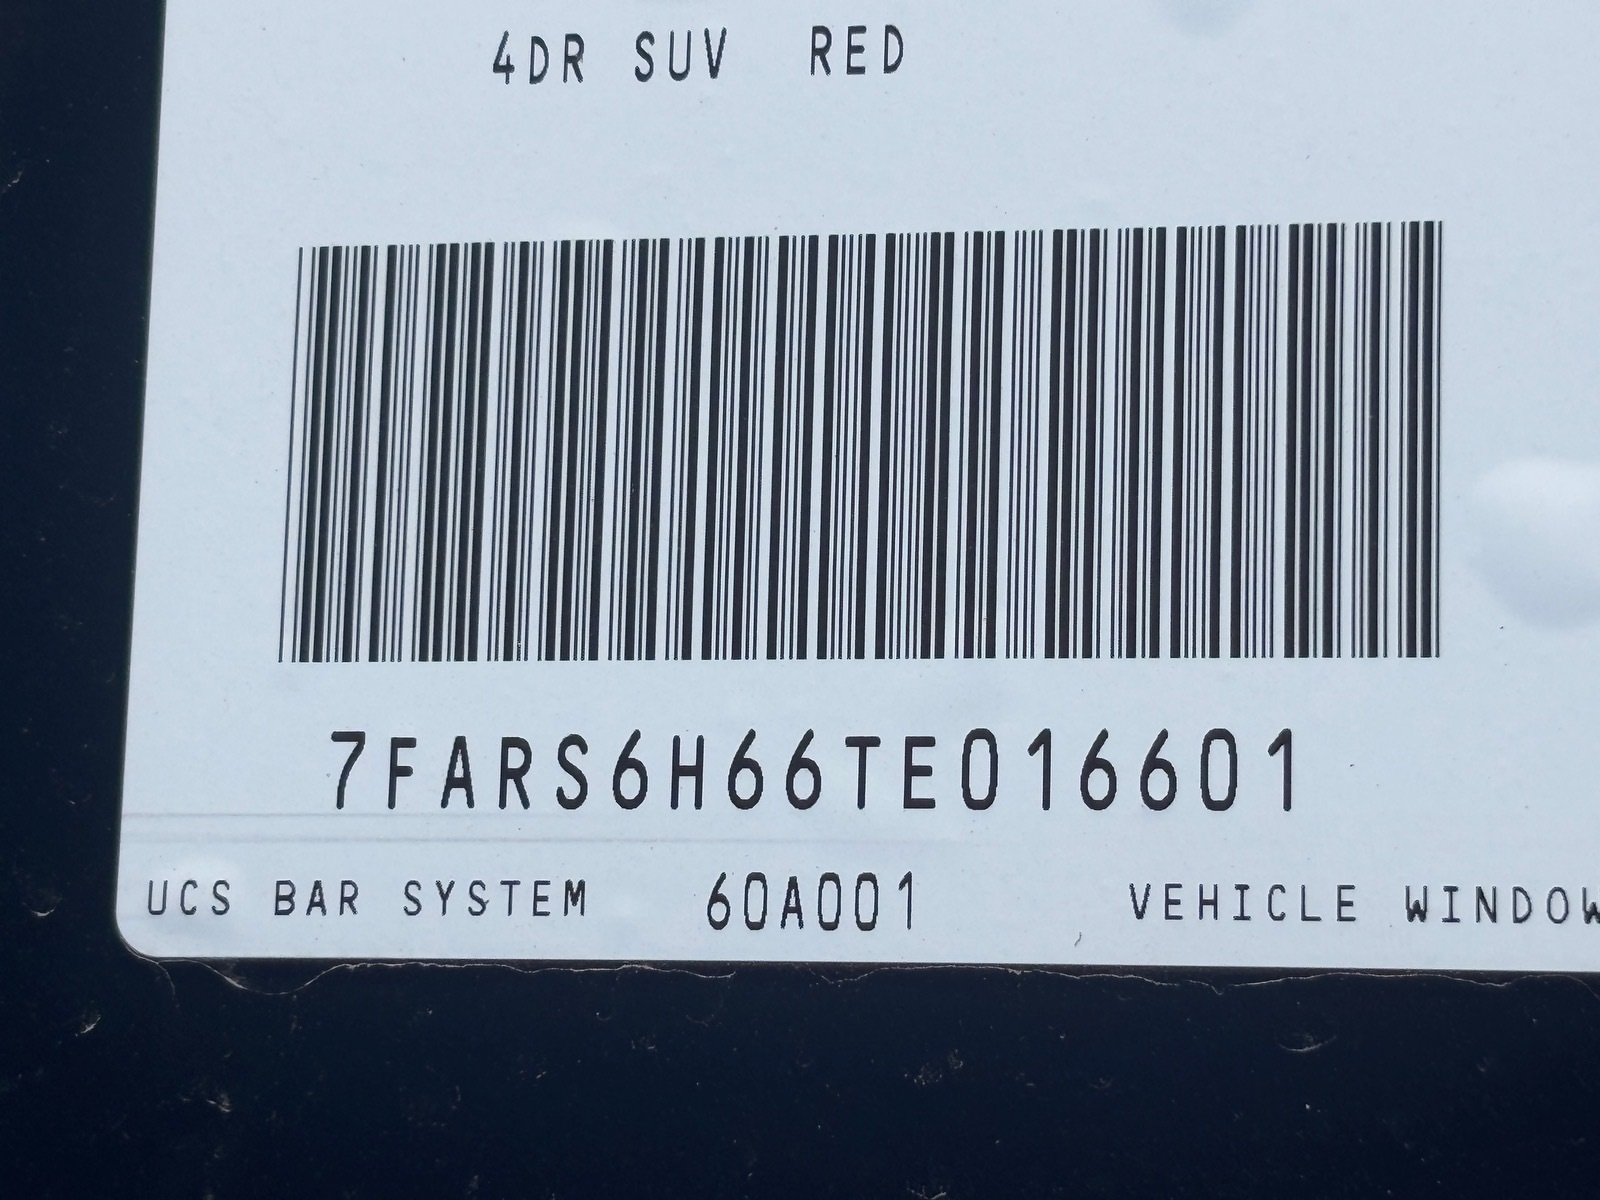 4DR SUV RED
7FARS6H66TE016601
UCS BAR SYSTEM 60A001 VEHICLE WINDOW